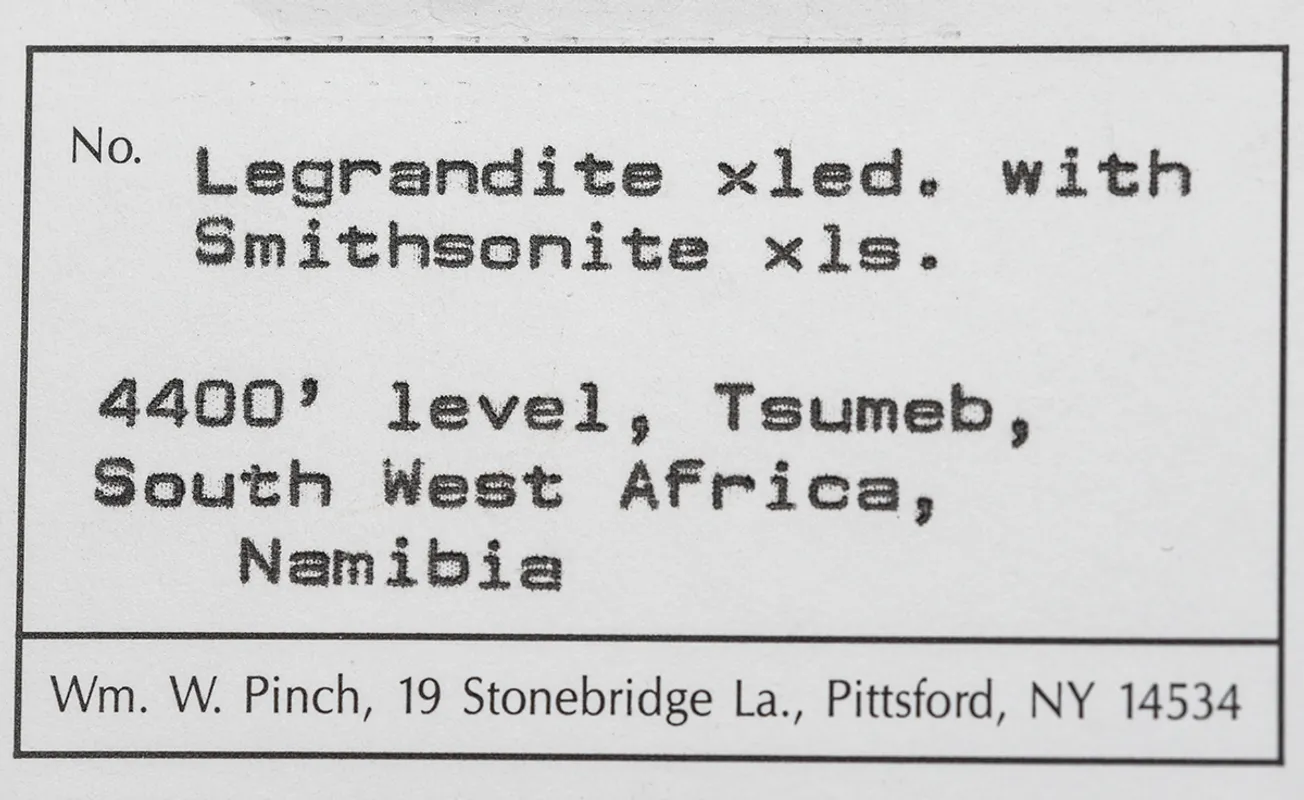 No. Legrandite xled. with
Smithsonite xls.
4400' level, Tsumeb,
South West Africa,
Namibia
Wm. W. Pinch, 19 Stonebridge La., Pittsford, NY 14534